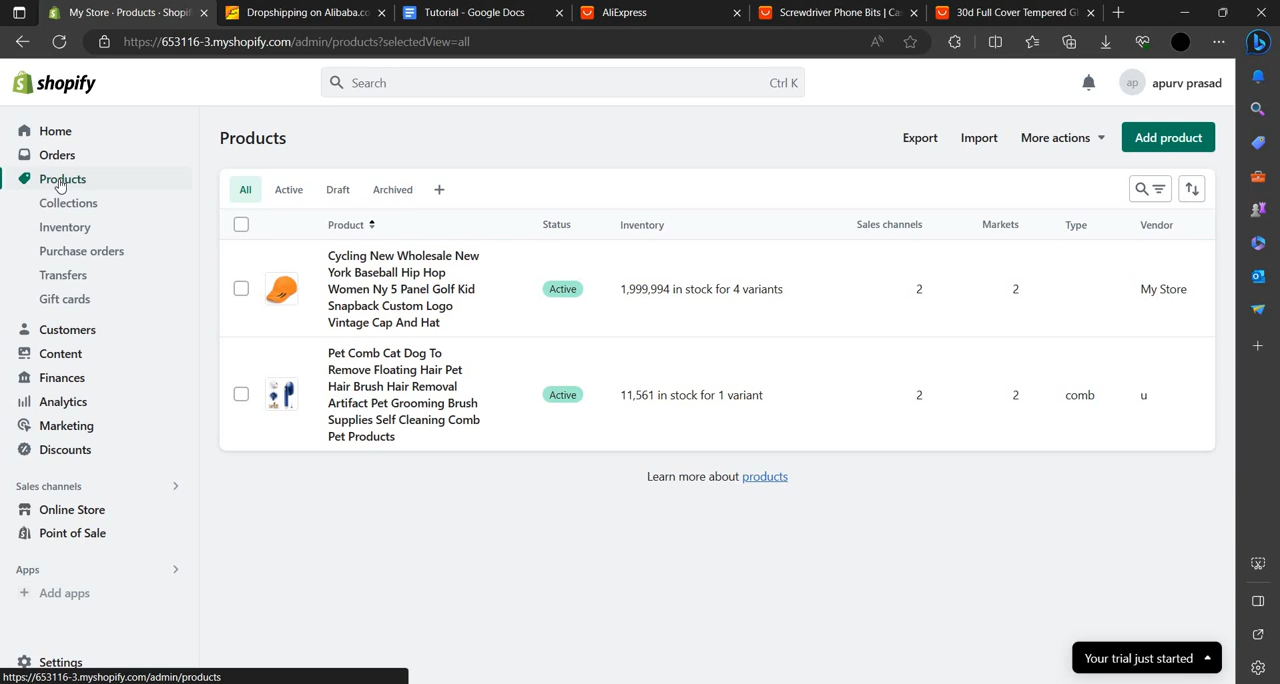 My Store · Products · Shopif
Dropshipping on Alibaba.co
Tutorial - Google Docs
AliExpress
Screwdriver Phone Bits | Ca
30d Full Cover Tempered Gl
https://653116-3.myshopify.com/admin/products?selectedView=all
shopify
Search
Ctrl K
ap
apurv prasad
Home
Orders
Products
Collections
Inventory
Purchase orders
Transfers
Gift cards
Customers
Content
Finances
Analytics
Marketing
Discounts
Sales channels
Online Store
Point of Sale
Apps
Add apps
Settings
https://653116-3.myshopify.com/admin/products
Products
Export
Import
More actions
Add product
All
Active
Draft
Archived
Product
Status
Inventory
Sales channels
Markets
Type
Vendor
Cycling New Wholesale New
York Baseball Hip Hop
Women Ny 5 Panel Golf Kid
Snapback Custom Logo
Vintage Cap And Hat
Active
1,999,994 in stock for 4 variants
2
2
My Store
Pet Comb Cat Dog To
Remove Floating Hair Pet
Hair Brush Hair Removal
Artifact Pet Grooming Brush
Supplies Self Cleaning Comb
Pet Products
Active
11,561 in stock for 1 variant
2
2
comb
u
Learn more about products
Your trial just started